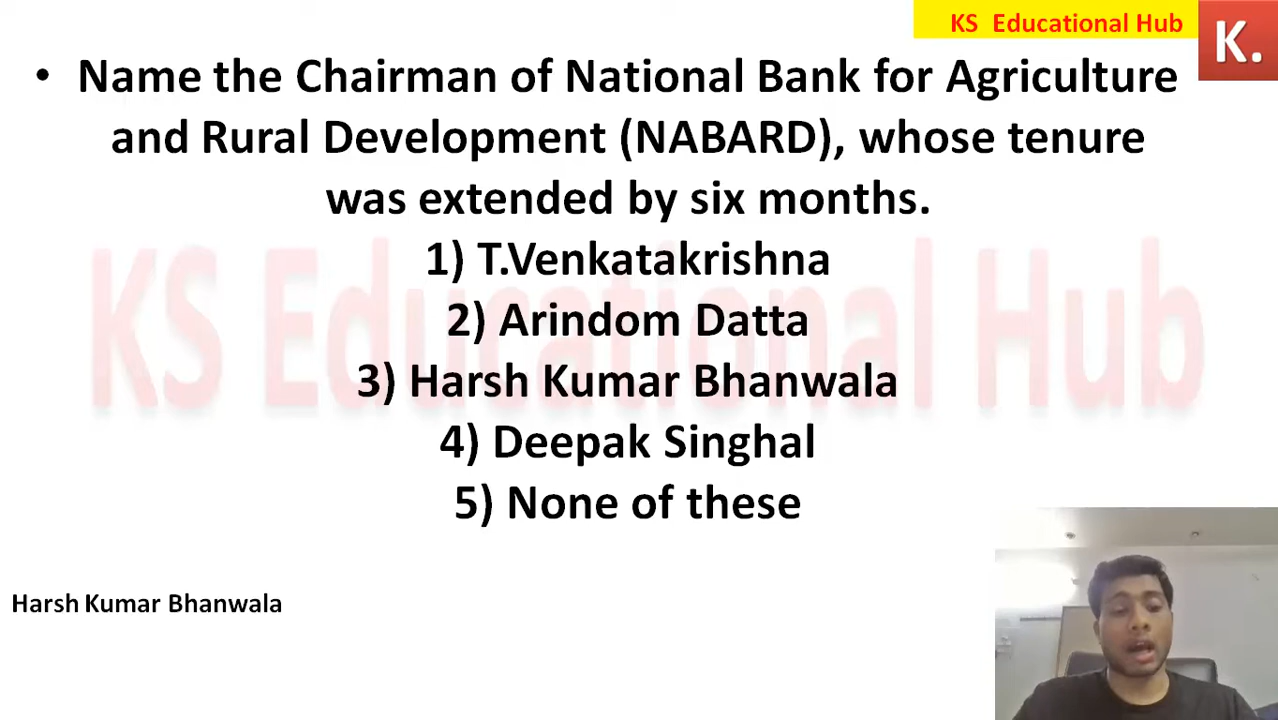 KS Educational Hub
K.
• Name the Chairman of National Bank for Agriculture
and Rural Development (NABARD), whose tenure
was extended by six months.
1) T.Venkatakrishna
2) Arindom Datta
3) Harsh Kumar Bhanwala
4) Deepak Singhal
5) None of these
KS Educational Hub
Harsh Kumar Bhanwala